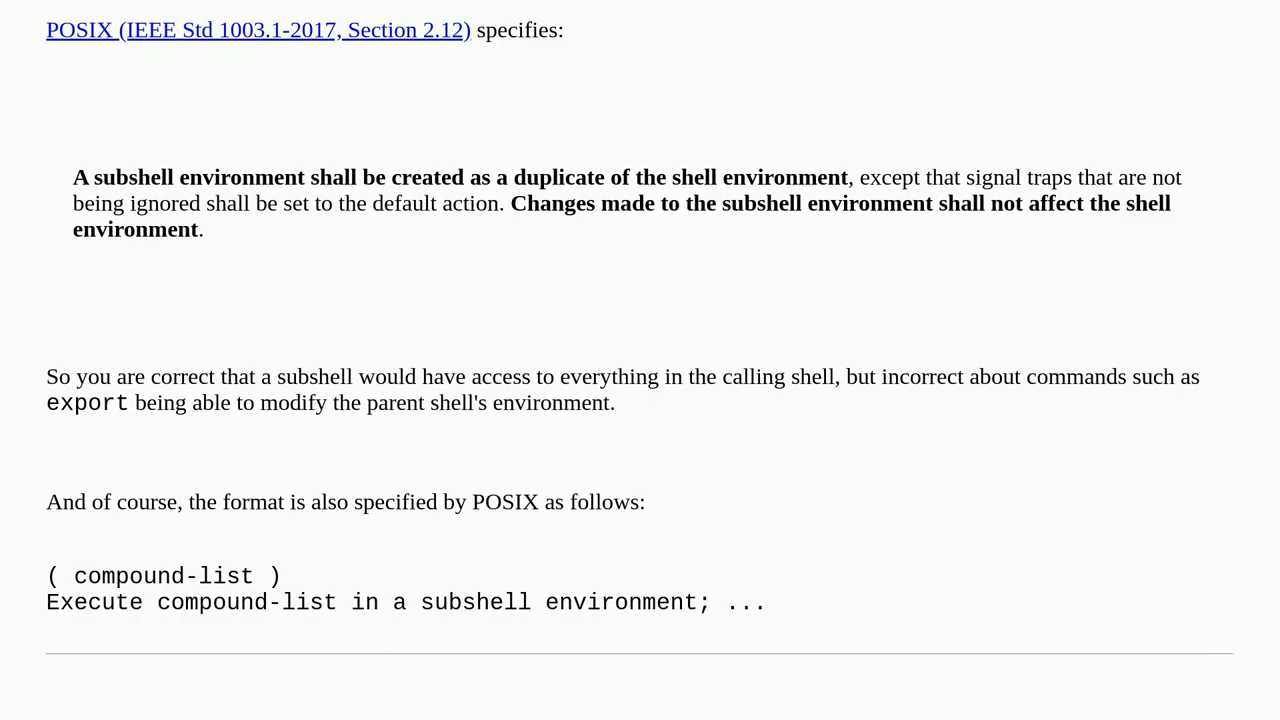 POSIX (IEEE Std 1003.1-2017, Section 2.12) specifies:
A subshell environment shall be created as a duplicate of the shell environment, except that signal traps that are not
being ignored shall be set to the default action. Changes made to the subshell environment shall not affect the shell
environment.
So you are correct that a subshell would have access to everything in the calling shell, but incorrect about commands such as
export being able to modify the parent shell's environment.
And of course, the format is also specified by POSIX as follows:
( compound-list )
Execute compound-list in a subshell environment; ...